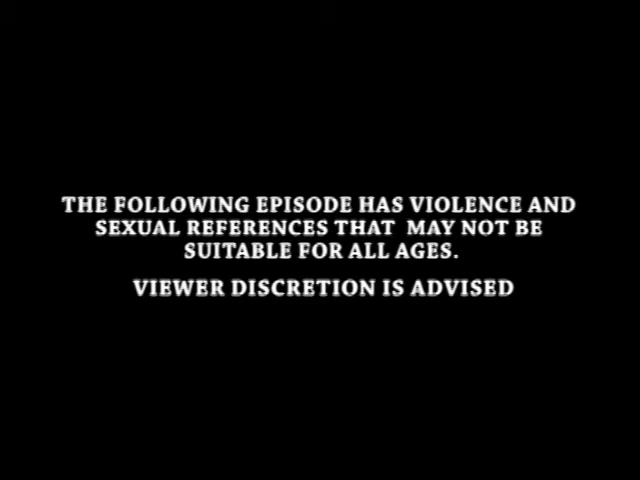 THE FOLLOWING EPISODE HAS VIOLENCE AND
SEXUAL REFERENCES THAT MAY NOT BE
SUITABLE FOR ALL AGES.
VIEWER DISCRETION IS ADVISED